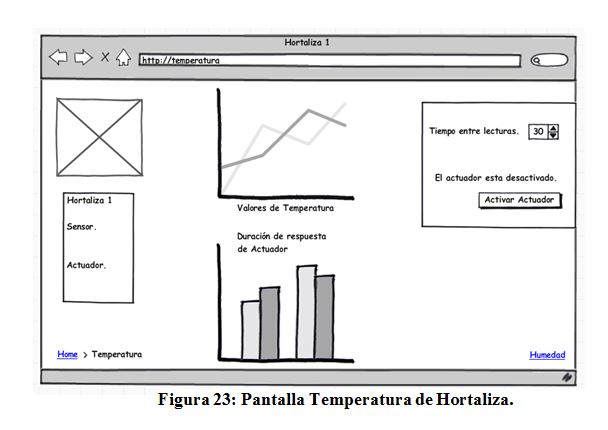 Hortaliza 1
http://temperatura
Hortaliza 1
Sensor.
Actuador.
Valores de Temperatura
Duración de respuesta
de Actuador
Tiempo entre lecturas. 30
El actuador esta desactivado.
Activar Actuador
Home > Temperatura
Humedad
Figura 23: Pantalla Temperatura de Hortaliza.